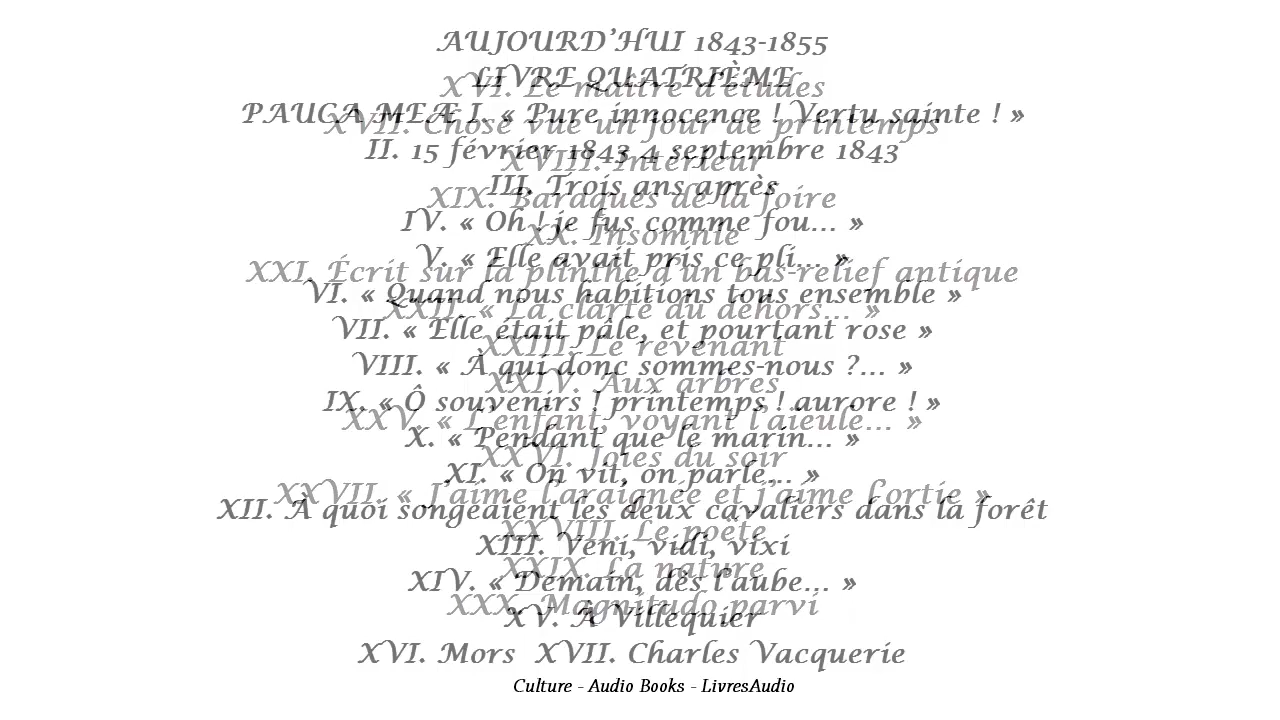 AUJOURD’HUI 1843-1855
LIVRE QUATRIÈME
XVI. Le maître d'études
PAUCA MEÆ I. « Pure innocence ! Vertu sainte ! »
XVII. Chose vue un jour de printemps
II. 15 février 1843 4 septembre 1843
XVIII. Intérieur
III. Trois ans après
XIX. Baraques de la foire
IV. « Oh ! je fus comme fou... »
XX. Insomnie
V. « Elle avait pris ce pli... »
XXI. Écrit sur la plinthe d'un bas-relief antique
VI. « Quand nous habitions tous ensemble »
XXII. « La clarté du dehors... »
VII. « Elle était pâle, et pourtant rose »
XXIII. Le revenant
VIII. « À qui donc sommes-nous ?... »
XXIV. Aux arbres
IX. « Ô souvenirs ! printemps ! aurore ! »
XXV. « L'enfant, voyant l'aïeule... »
X. « Pendant que le marin... »
XXVI. Joies du soir
XI. « On vit, on parle... »
XXVII. « J'aime l'araignée et j'aime l'ortie »
XII. À quoi songeaient les deux cavaliers dans la forêt
XXVIII. Le poëte
XIII. Veni, vidi, vixi
XXIX. La nature
XIV. « Demain, dès l'aube... »
XXX. Magnitudo parvi
XV. À Villequier
XVI. Mors XVII. Charles Vacquerie
Culture - Audio Books - LivresAudio